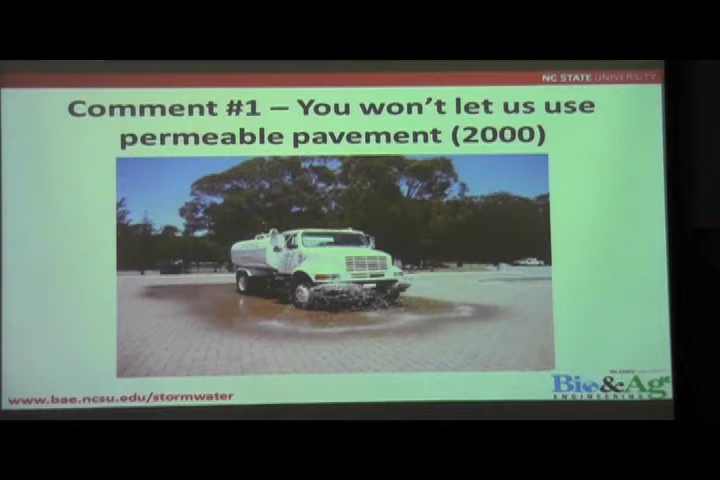 NC STATE UNIVERSITY
Comment #1 – You won't let us use
permeable pavement (2000)
www.bae.ncsu.edu/stormwater
Bio&Ag
ENGINEERING